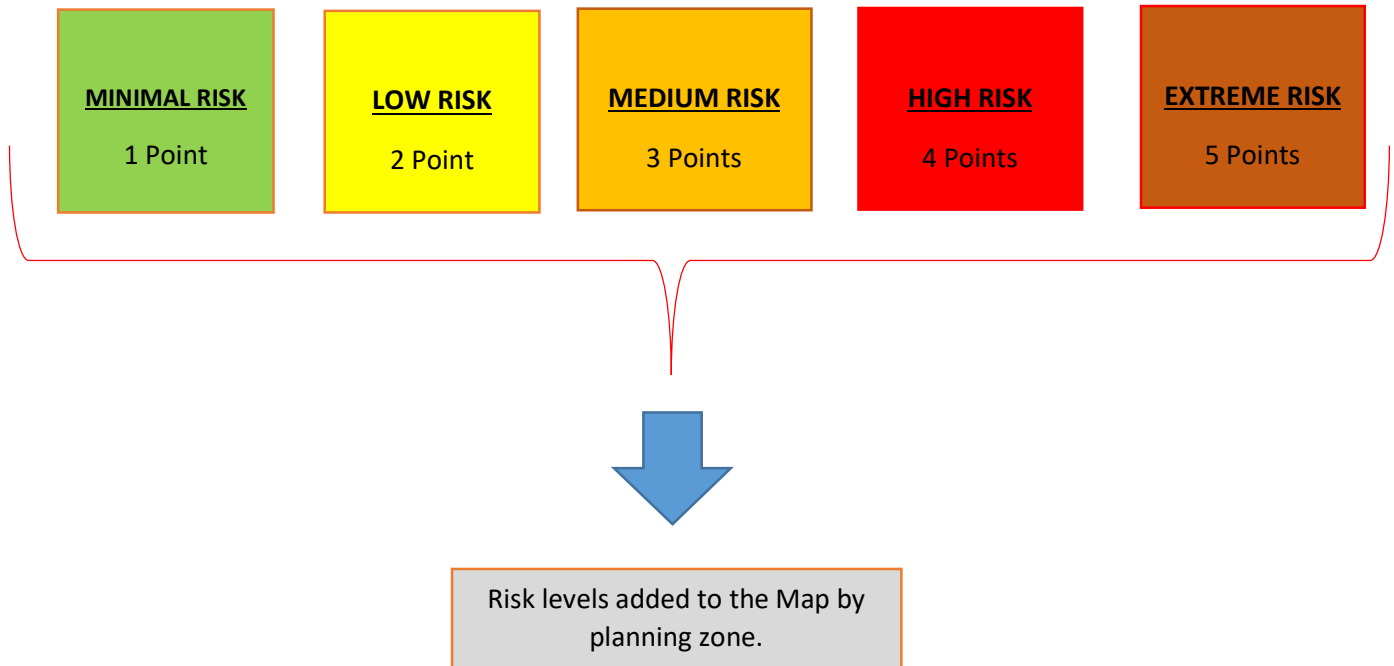 MINIMAL RISK
1 Point
LOW RISK
2 Point
MEDIUM RISK
3 Points
HIGH RISK
4 Points
EXTREME RISK
5 Points
Risk levels added to the Map by
planning zone.